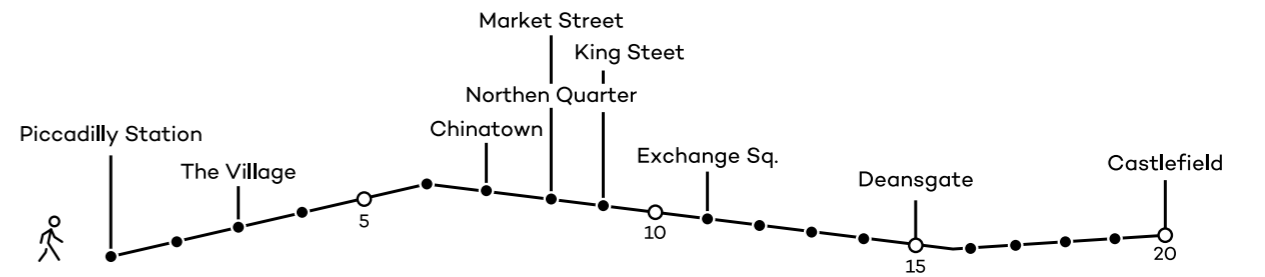 Market Street
King Steet
Northen Quarter
Piccadilly Station
Chinatown
The Village
Exchange Sq.
Castlefield
Deansgate
5
10
15
20